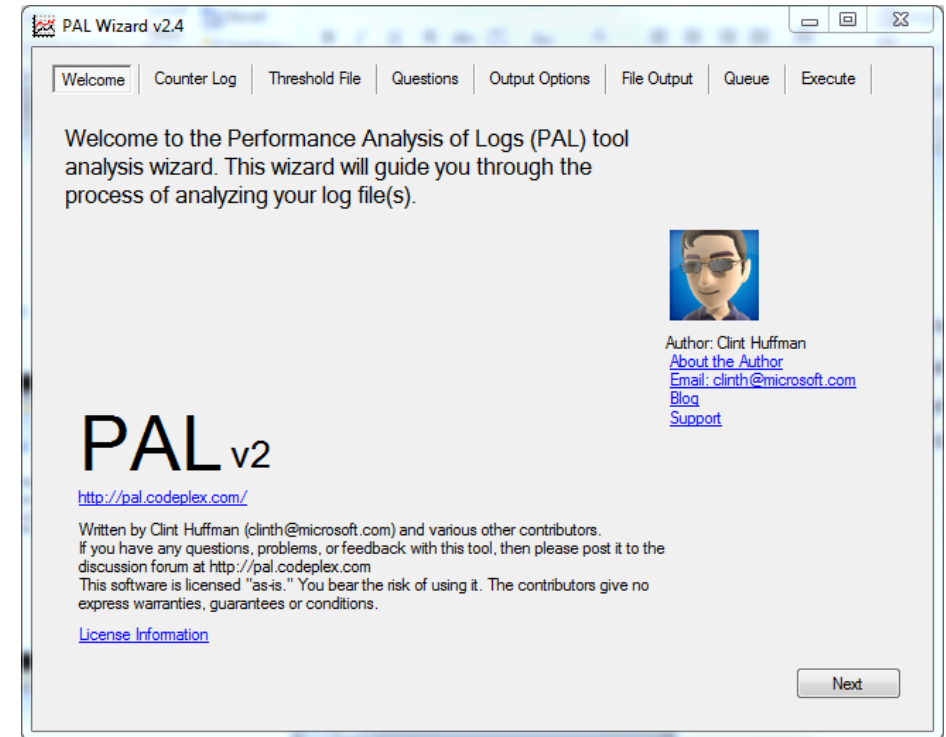 PAL Wizard v2.4
Welcome Counter Log Threshold File Questions Output Options File Output Queue Execute
Welcome to the Performance Analysis of Logs (PAL) tool
analysis wizard. This wizard will guide you through the
process of analyzing your log file(s).
Author: Clint Huffman
About the Author
Email: clinth@microsoft.com
Blog
Support
PAL v2
http://pal.codeplex.com/
Written by Clint Huffman (clinth@microsoft.com) and various other contributors.
If you have any questions, problems, or feedback with this tool, then please post it to the
discussion forum at http://pal.codeplex.com
This software is licensed "as-is." You bear the risk of using it. The contributors give no
express warranties, guarantees or conditions.
License Information
Next